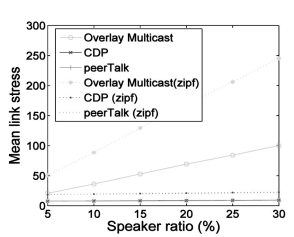 300
250
200
150
100
50
0
Mean link stress
Overlay Multicast
CDP
peerTalk
Overlay Multicast(zipf)
CDP (zipf)
peerTalk (zipf)
5 10 15 20 25 30
Speaker ratio (%)